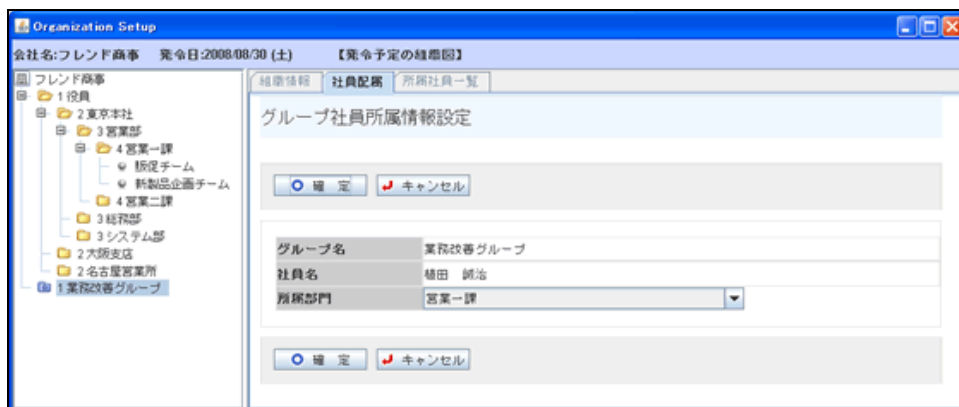 Organization Setup
会社名:フレンド商事 発令日:2008/08/30 (土) 【発令予定の組織図】
フレンド商事
1 役員
2 東京本社
3 営業部
4 営業一課
販促チーム
新製品企画チーム
4 営業二課
3 総務部
3 システム部
2 大阪支店
2 名古屋営業所
1 業務改善グループ
組織情報 社員配属 所属社員一覧
グループ社員所属情報設定
確 定 キャンセル
グループ名 業務改善グループ
社員名 植田 誠治
所属部門 営業一課
確 定 キャンセル